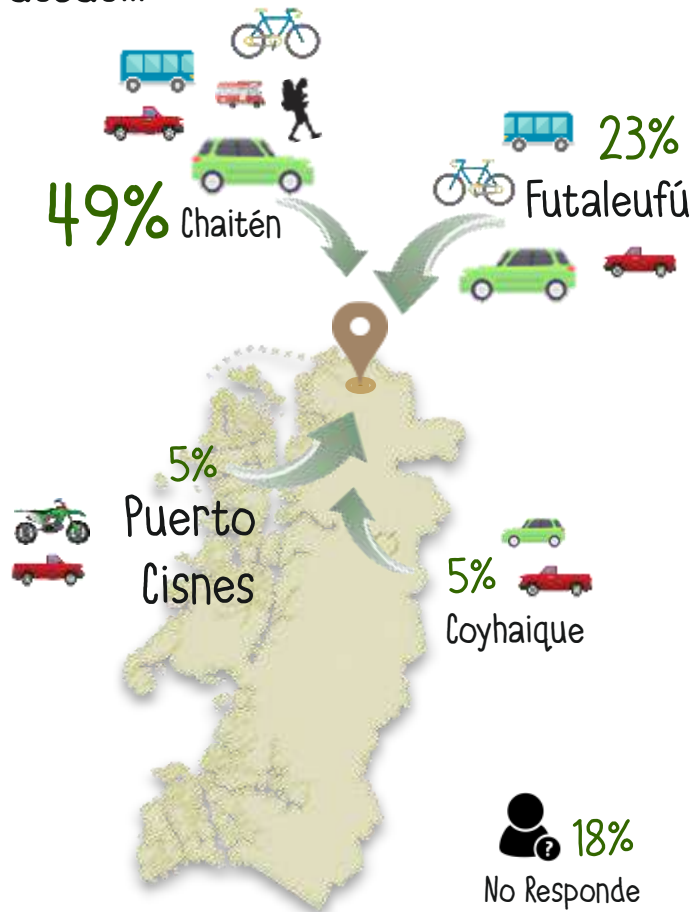 49% Chaitén
23%
Futaleufú
5%
Puerto
Cisnes
5%
Coyhaique
?
18%
No Responde